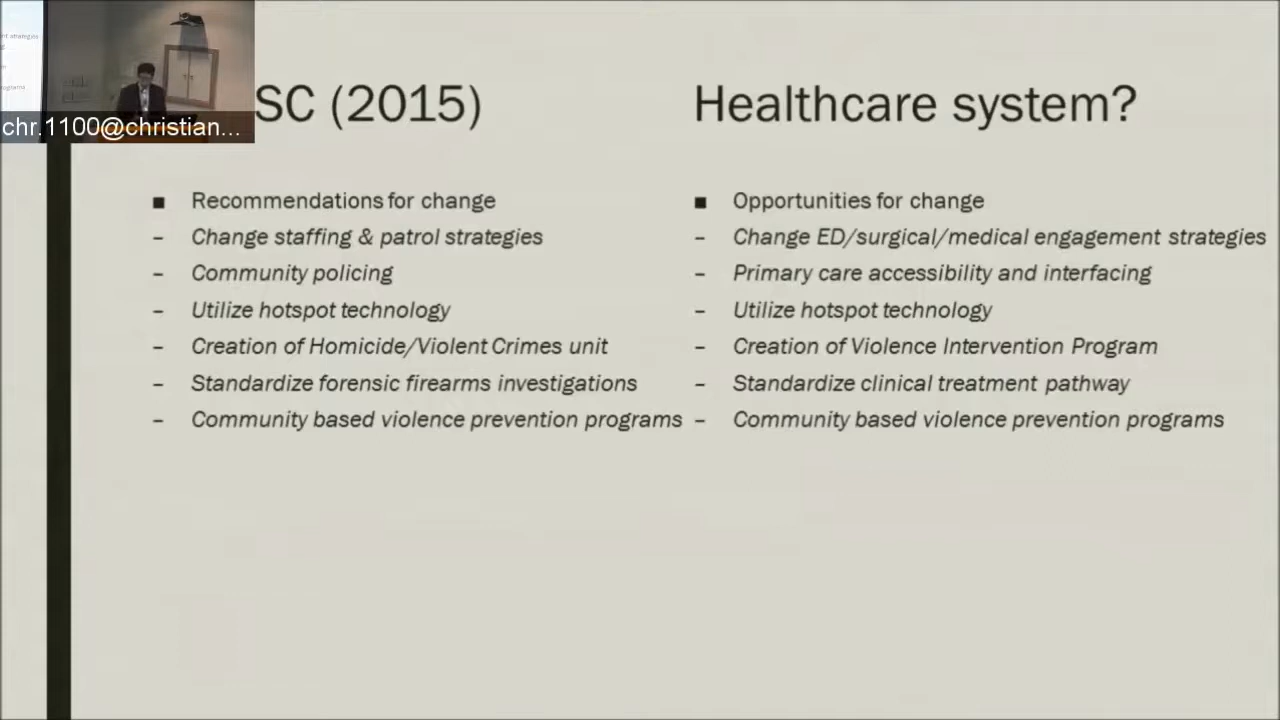 chr.1100@christian...
SC (2015)
■ Recommendations for change
– Change staffing & patrol strategies
– Community policing
– Utilize hotspot technology
– Creation of Homicide/Violent Crimes unit
– Standardize forensic firearms investigations
– Community based violence prevention programs
Healthcare system?
■ Opportunities for change
– Change ED/surgical/medical engagement strategies
– Primary care accessibility and interfacing
– Utilize hotspot technology
– Creation of Violence Intervention Program
– Standardize clinical treatment pathway
– Community based violence prevention programs